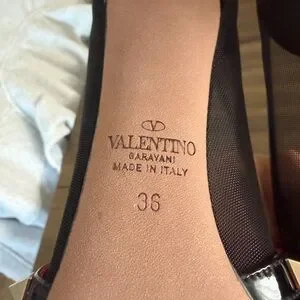 VALENTINO
GARAVANI
MADE IN ITALY
36